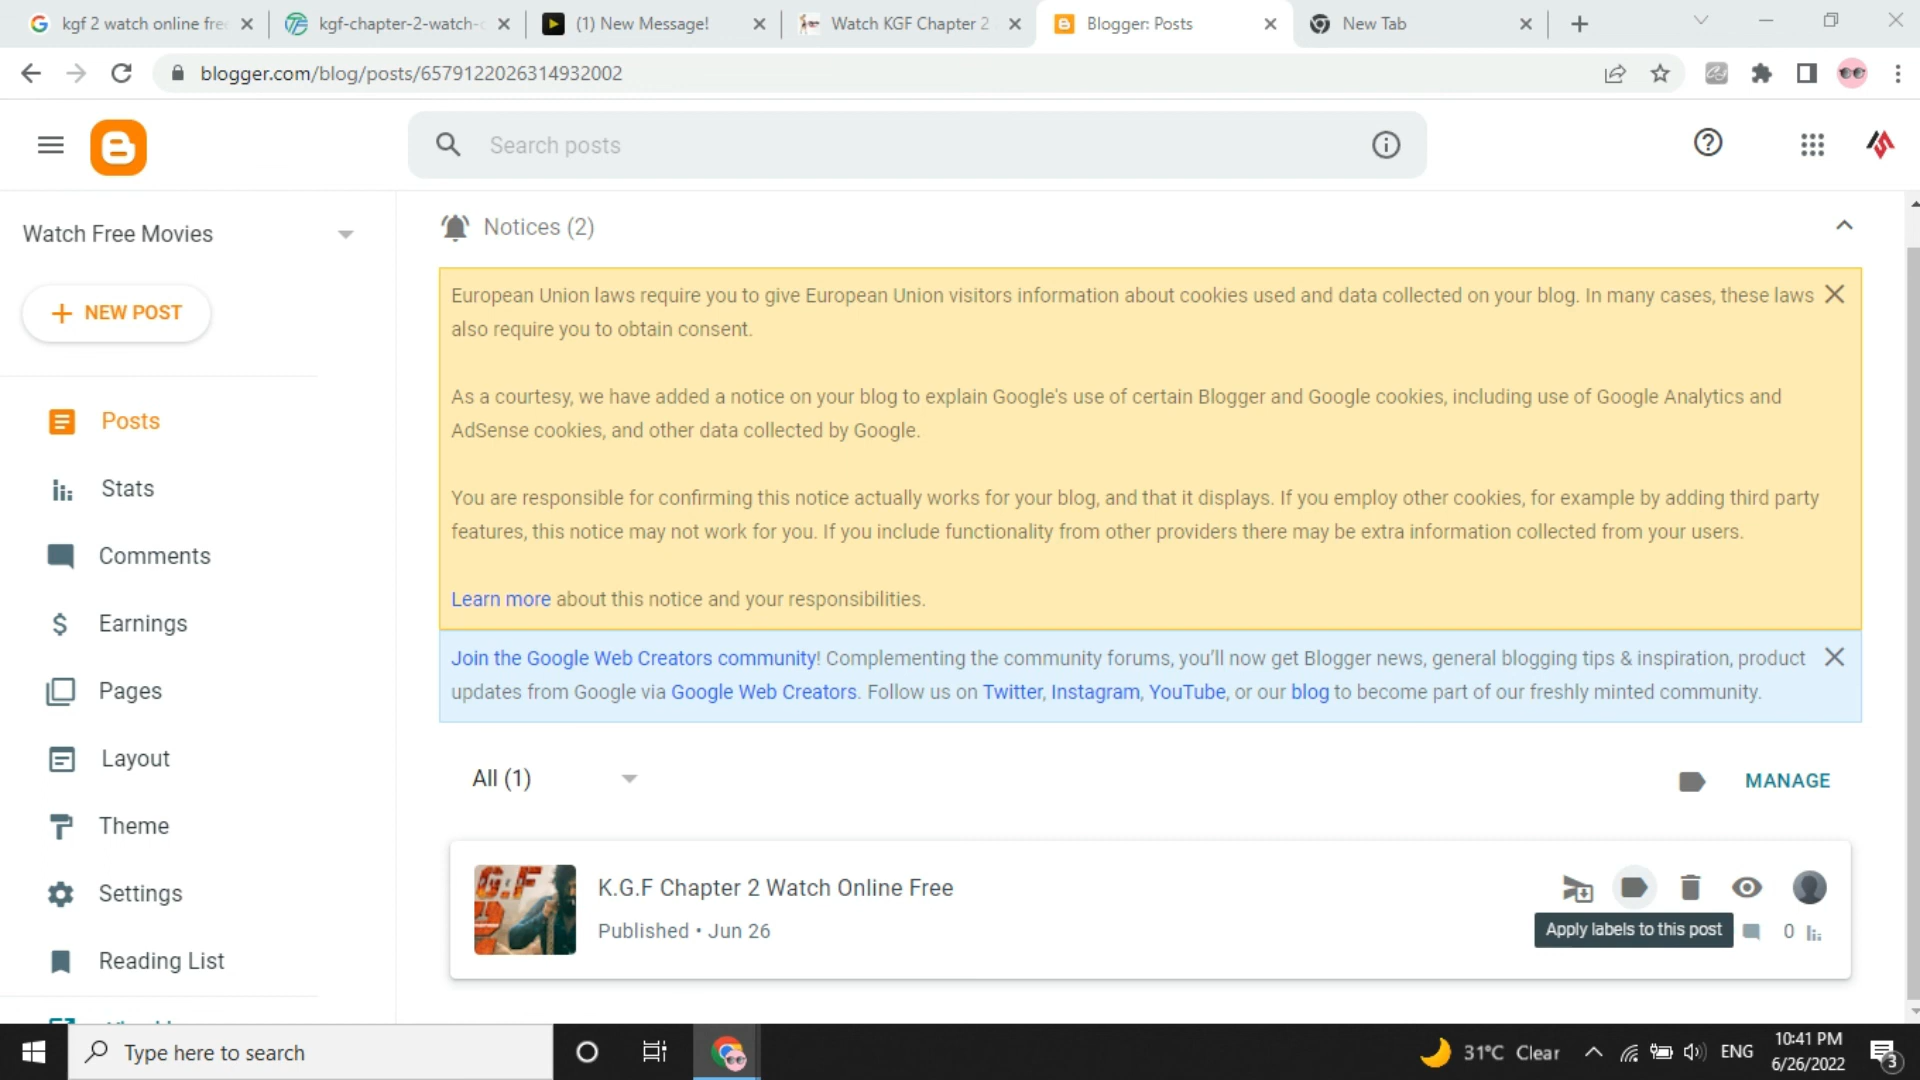 kgf 2 watch online fre
kgf-chapter-2-watch-
(1) New Message!
Watch KGF Chapter 2
Blogger: Posts
New Tab
blogger.com/blog/posts/6579122026314932002
Search posts
Watch Free Movies
NEW POST
Posts
Stats
Comments
Earnings
Pages
Layout
Theme
Settings
Reading List
Notices (2)
European Union laws require you to give European Union visitors information about cookies used and data collected on your blog. In many cases, these laws
also require you to obtain consent.
As a courtesy, we have added a notice on your blog to explain Google's use of certain Blogger and Google cookies, including use of Google Analytics and
AdSense cookies, and other data collected by Google.
You are responsible for confirming this notice actually works for your blog, and that it displays. If you employ other cookies, for example by adding third party
features, this notice may not work for you. If you include functionality from other providers there may be extra information collected from your users.
Learn more about this notice and your responsibilities.
Join the Google Web Creators community! Complementing the community forums, you'll now get Blogger news, general blogging tips & inspiration, product
updates from Google via Google Web Creators. Follow us on Twitter, Instagram, YouTube, or our blog to become part of our freshly minted community.
All (1)
MANAGE
G.F
K.G.F Chapter 2 Watch Online Free
Published • Jun 26
Apply labels to this post
0
Type here to search
31°C Clear
ENG
10:41 PM
6/26/2022
3